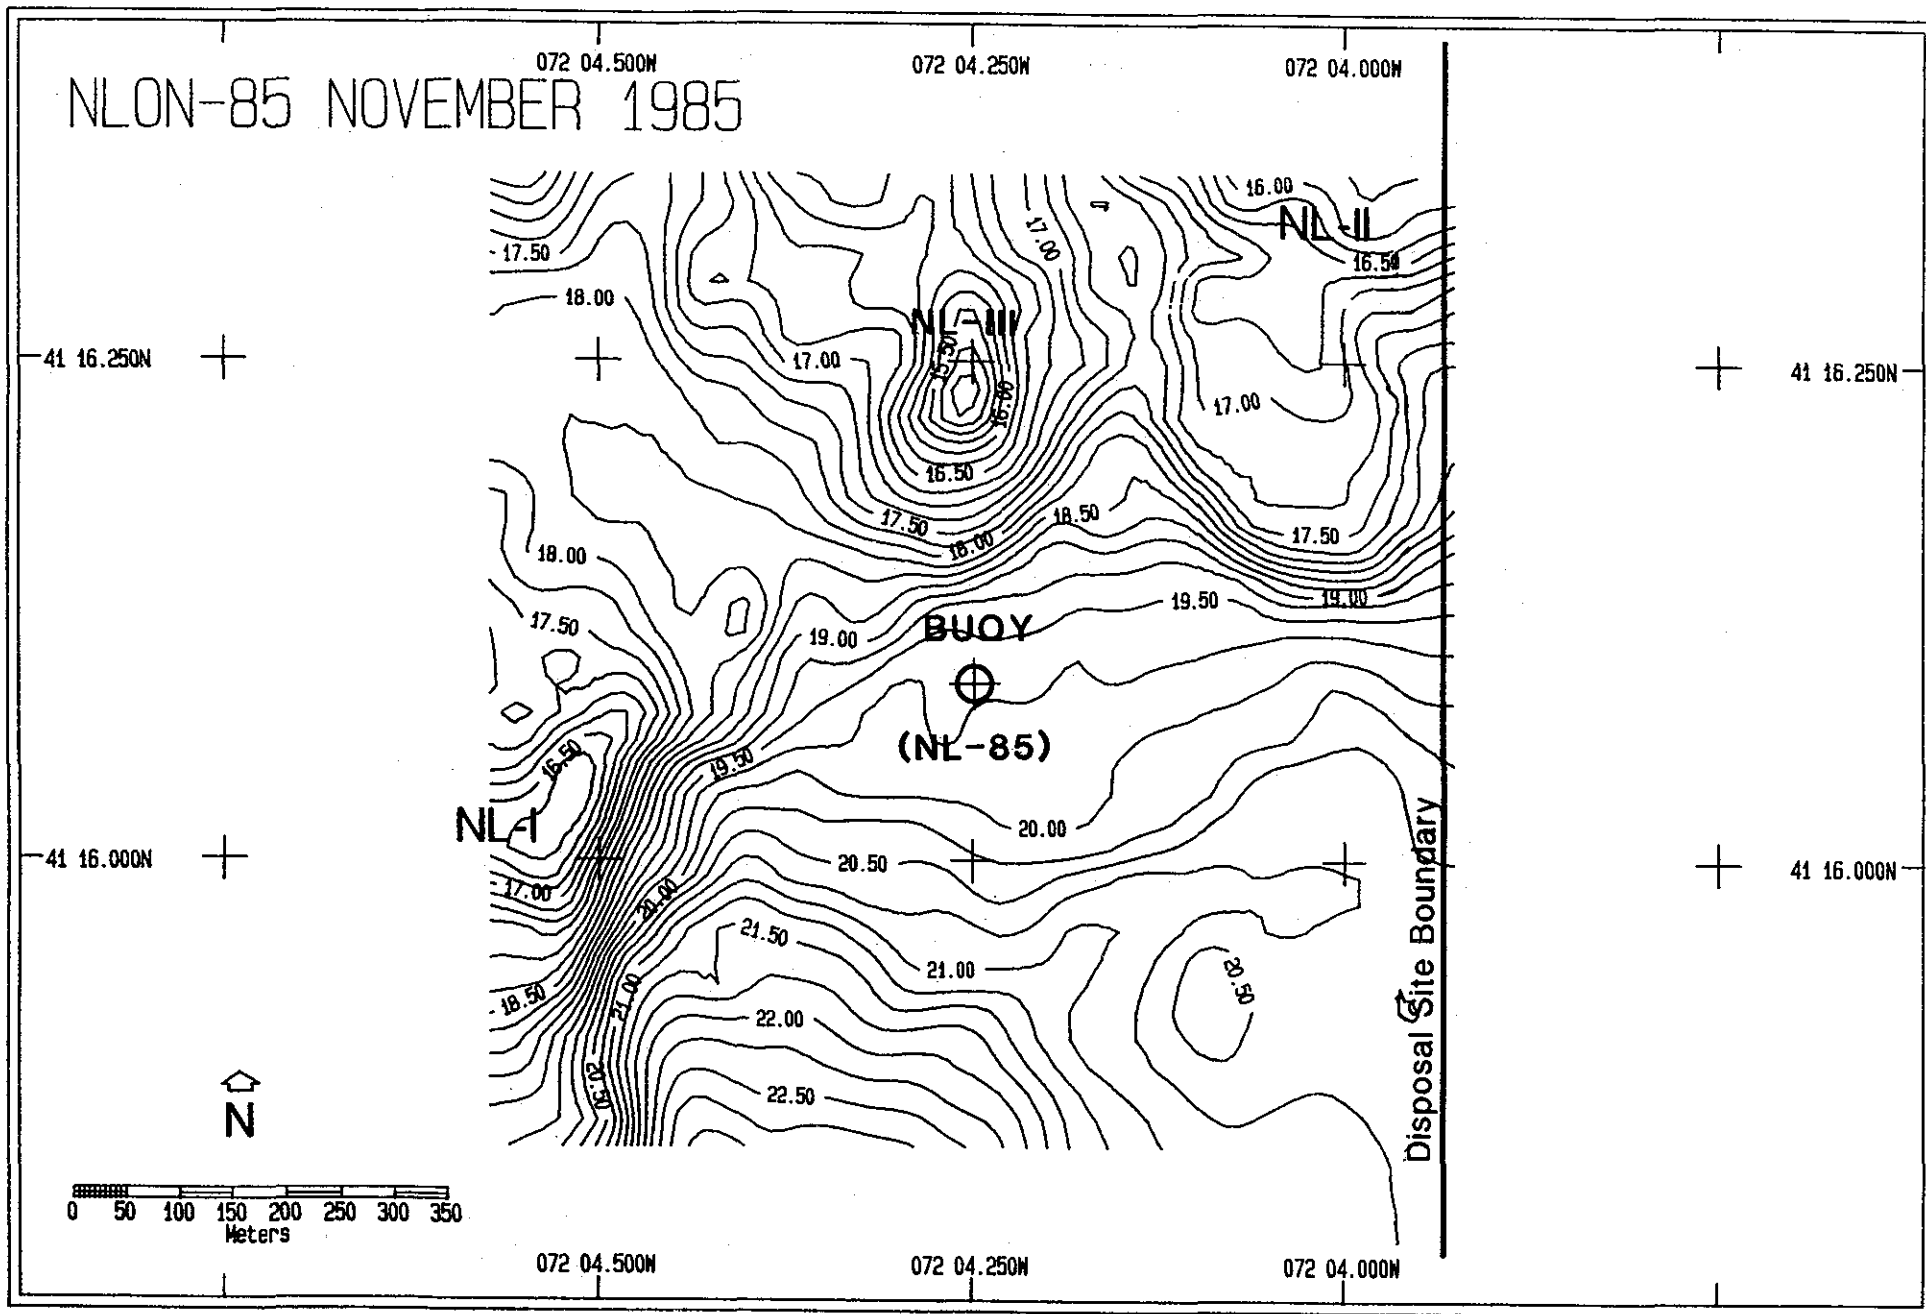 072 04.500W 072 04.250W 072 04.000W
NLON-85 NOVEMBER 1985
16.00
NL-II
17.00
17.50
16.50
18.00
NL-III
41 16.250N
17.00
15.50
41 16.250N
16.00
17.00
16.50
17.50
18.50
17.50
18.00
18.00
19.50
19.00
17.50
BUOY
19.00
(NL-85)
16.50
19.50
NL-I
20.00
41 16.000N
20.50
41 16.000N
17.00
20.00
21.50
21.00
20.50
18.50
21.00
22.00
Disposal Site Boundary
20.50
22.50
N
0 50 100 150 200 250 300 350
Meters
072 04.500W 072 04.250W 072 04.000W